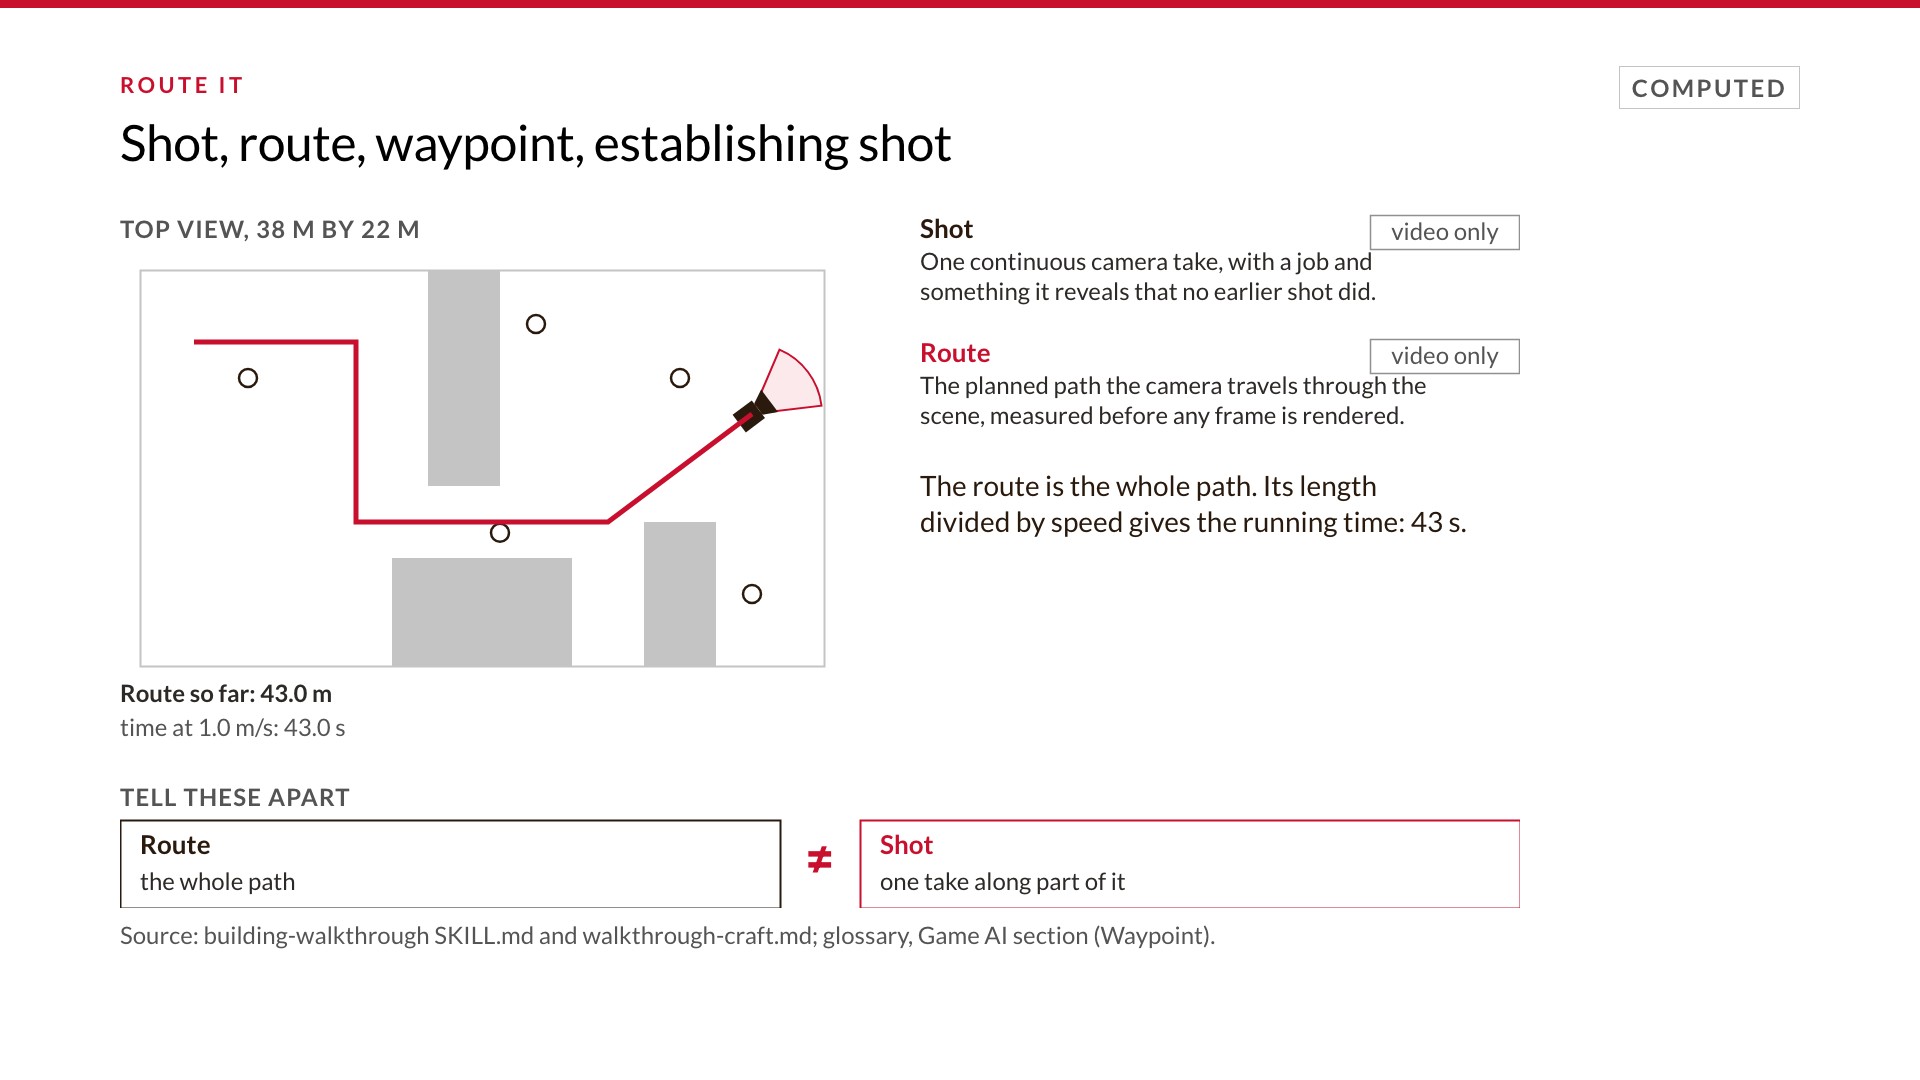 ROUTE IT
COMPUTED
Shot, route, waypoint, establishing shot
TOP VIEW, 38 M BY 22 M
Shot
video only
One continuous camera take, with a job and
something it reveals that no earlier shot did.
Route
video only
The planned path the camera travels through the
scene, measured before any frame is rendered.
The route is the whole path. Its length
divided by speed gives the running time: 43 s.
Route so far: 43.0 m
time at 1.0 m/s: 43.0 s
TELL THESE APART
Route
the whole path
≠
Shot
one take along part of it
Source: building-walkthrough SKILL.md and walkthrough-craft.md; glossary, Game AI section (Waypoint).